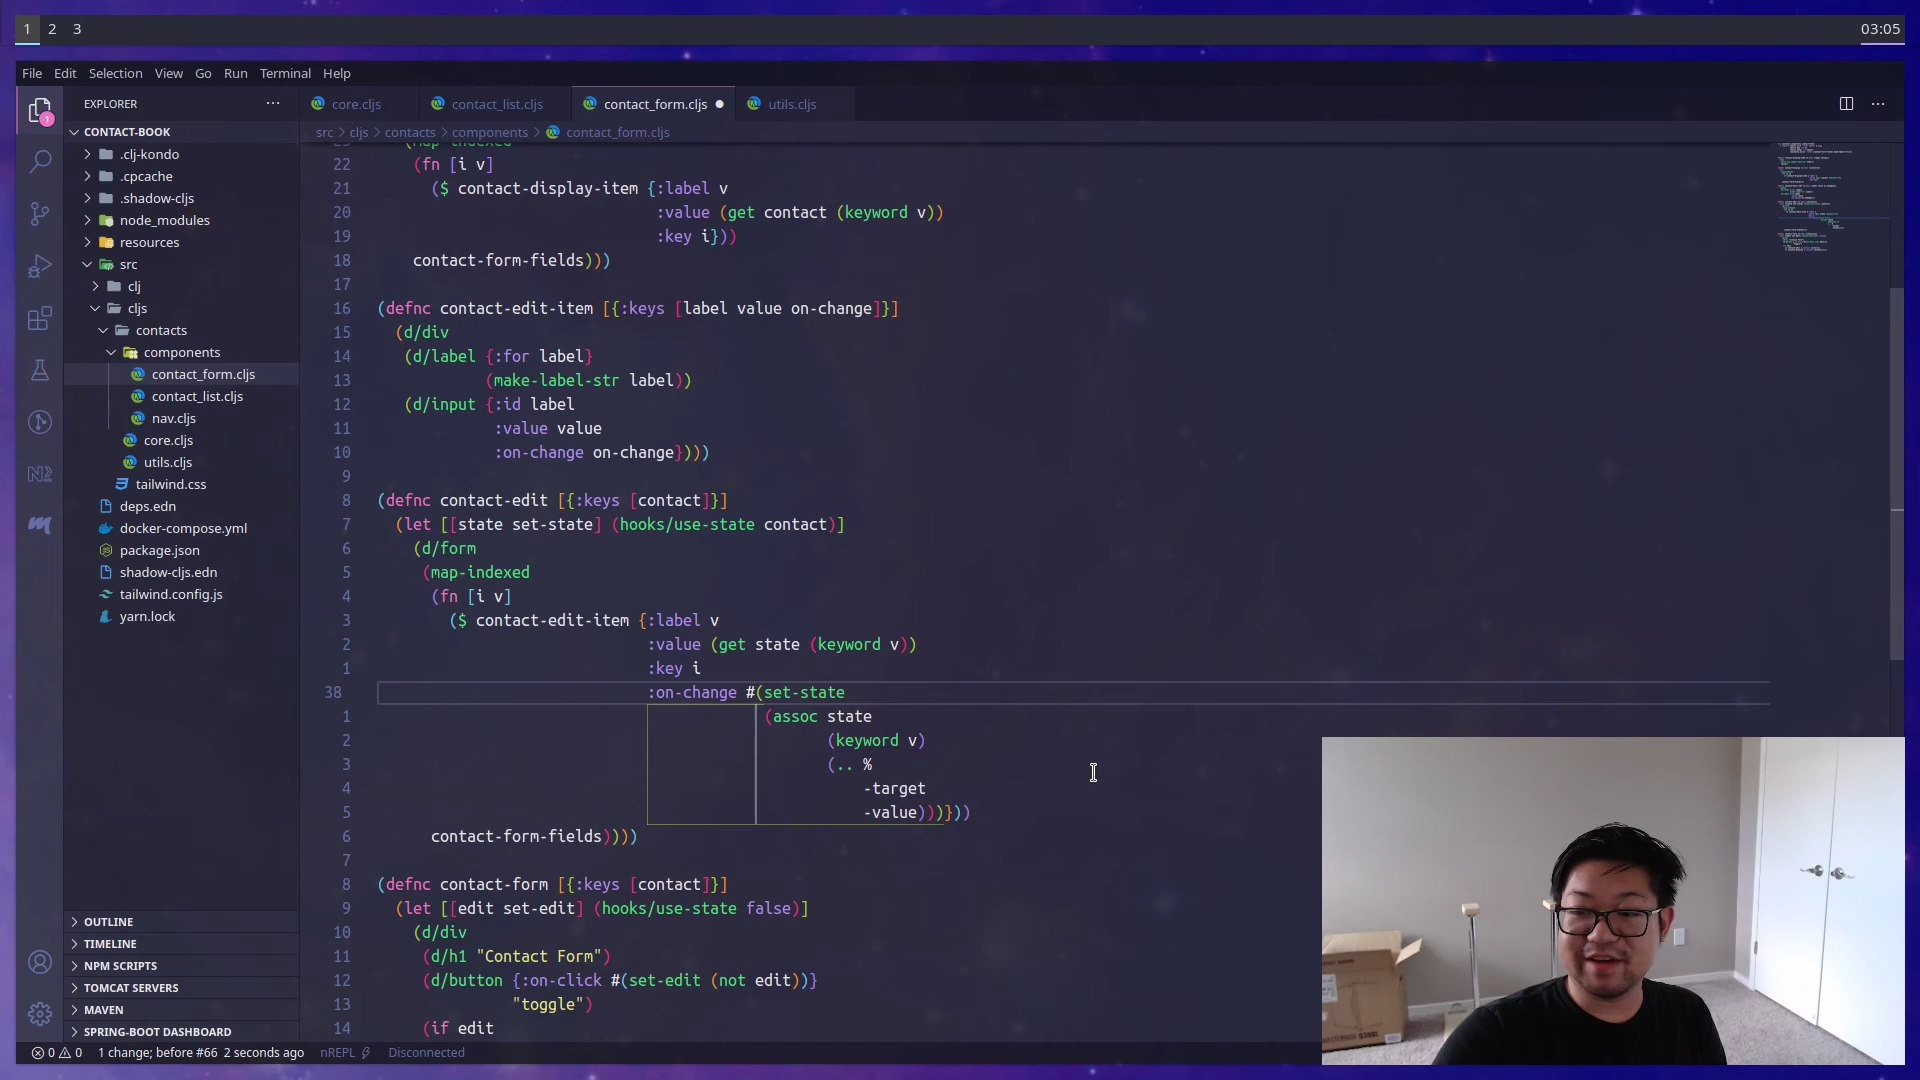 1 2 3
03:05
File Edit Selection View Go Run Terminal Help
EXPLORER
core.cljs
contact_list.cljs
contact_form.cljs
utils.cljs
src > cljs > contacts > components > contact_form.cljs
CONTACT-BOOK
.clj-kondo
.cpcache
.shadow-cljs
node_modules
resources
src
clj
cljs
contacts
components
contact_form.cljs
contact_list.cljs
nav.cljs
core.cljs
utils.cljs
tailwind.css
deps.edn
docker-compose.yml
package.json
shadow-cljs.edn
tailwind.config.js
yarn.lock
OUTLINE
TIMELINE
NPM SCRIPTS
TOMCAT SERVERS
MAVEN
SPRING-BOOT DASHBOARD
1
23 (map-indexed
22 (fn [i v]
21 ($ contact-display-item {:label v
20 :value (get contact (keyword v))
19 :key i}))
18 contact-form-fields)))
17
16 (defnc contact-edit-item [{:keys [label value on-change]}]
15 (d/div
14 (d/label {:for label}
13 (make-label-str label))
12 (d/input {:id label
11 :value value
10 :on-change on-change})))
9
8 (defnc contact-edit [{:keys [contact]}]
7 (let [[state set-state] (hooks/use-state contact)]
6 (d/form
5 (map-indexed
4 (fn [i v]
3 ($ contact-edit-item {:label v
2 :value (get state (keyword v))
1 :key i
38 :on-change #(set-state
1 (assoc state
2 (keyword v)
3 (.. %
4 -target
5 -value)))}))
6 contact-form-fields))))
7
8 (defnc contact-form [{:keys [contact]}]
9 (let [[edit set-edit] (hooks/use-state false)]
10 (d/div
11 (d/h1 "Contact Form")
12 (d/button {:on-click #(set-edit (not edit))}
13 "toggle")
14 (if edit
0 0 1 change; before #66 2 seconds ago nREPL Disconnected